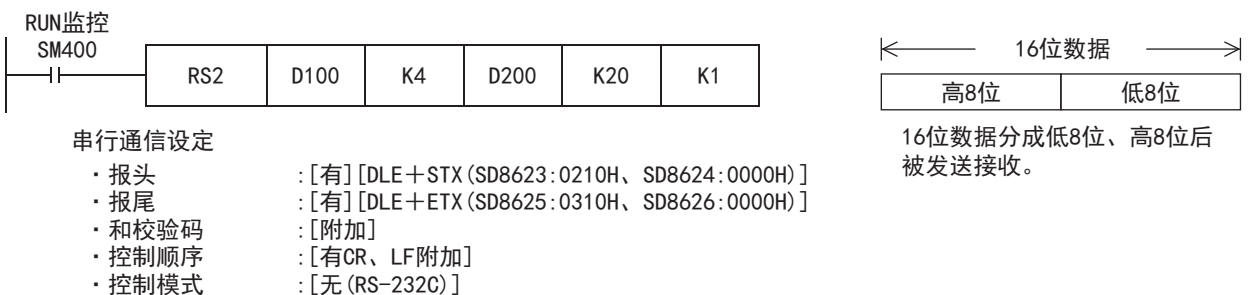 RUN监控
SM400
RS2 D100 K4 D200 K20 K1
16位数据
高8位 低8位
16位数据分成低8位、高8位后
被发送接收。
串行通信设定
・报头 :[有][DLE＋STX(SD8623:0210H、SD8624:0000H)]
・报尾 :[有][DLE＋ETX(SD8625:0310H、SD8626:0000H)]
・和校验码 :[附加]
・控制顺序 :[有CR、LF附加]
・控制模式 :[无(RS-232C)]